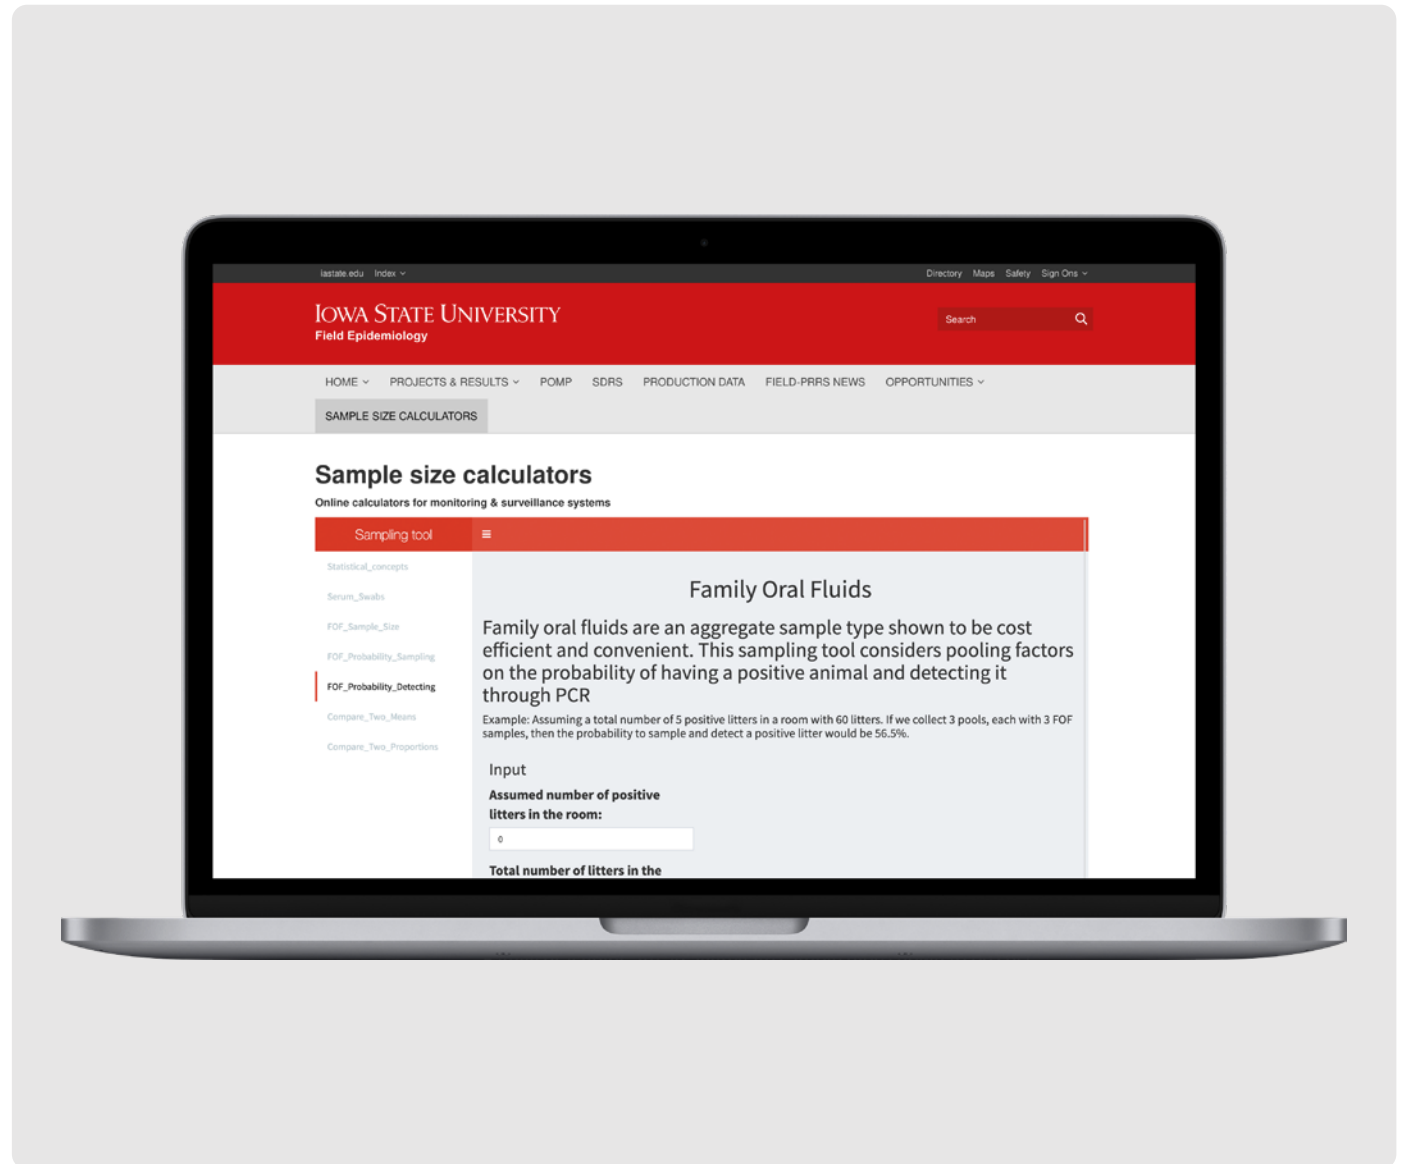 iastate.edu Index
Directory Maps Safety Sign Ons
IOWA STATE UNIVERSITY
Field Epidemiology
Search
HOME PROJECTS & RESULTS POMP SDRS PRODUCTION DATA FIELD-PRRS NEWS OPPORTUNITIES
SAMPLE SIZE CALCULATORS
Sample size calculators
Online calculators for monitoring & surveillance systems
Sampling tool
Statistical_concepts
Serum_Swabs
FOF_Sample_Size
FOF_Probability_Sampling
FOF_Probability_Detecting
Compare_Two_Means
Compare_Two_Proportions
Family Oral Fluids
Family oral fluids are an aggregate sample type shown to be cost
efficient and convenient. This sampling tool considers pooling factors
on the probability of having a positive animal and detecting it
through PCR
Example: Assuming a total number of 5 positive litters in a room with 60 litters. If we collect 3 pools, each with 3 FOF
samples, then the probability to sample and detect a positive litter would be 56.5%.
Input
Assumed number of positive
litters in the room:
0
Total number of litters in the